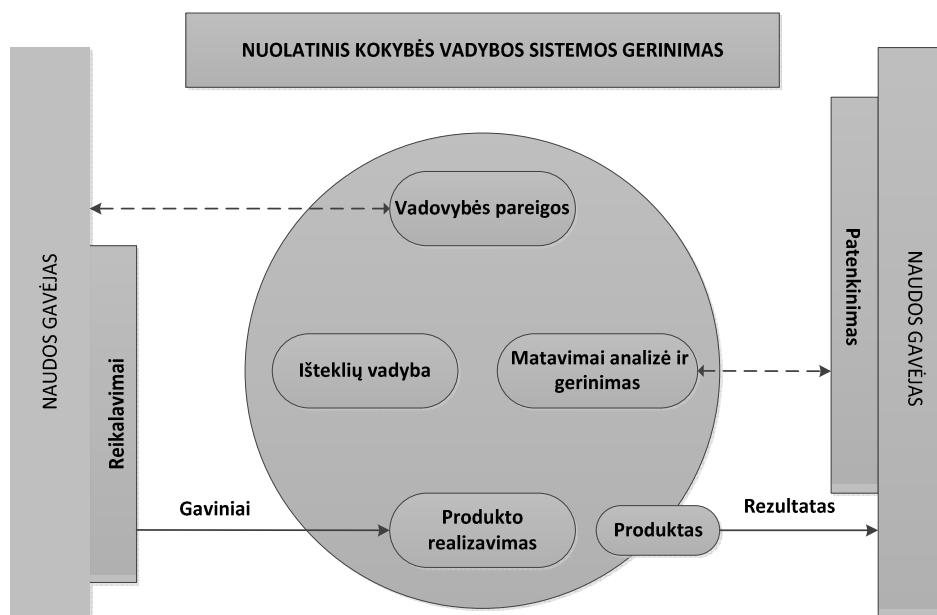 NUOLATINIS KOKYBĖS VADYBOS SISTEMOS GERINIMAS
NAUDOS GAVĖJAS
Reikalavimai
Vadovybės pareigos
Išteklių vadyba
Matavimai analizė ir
gerinimas
Gaviniai
Produkto
realizavimas
Produktas
Rezultatas
Patenkinimas
NAUDOS GAVĖJAS